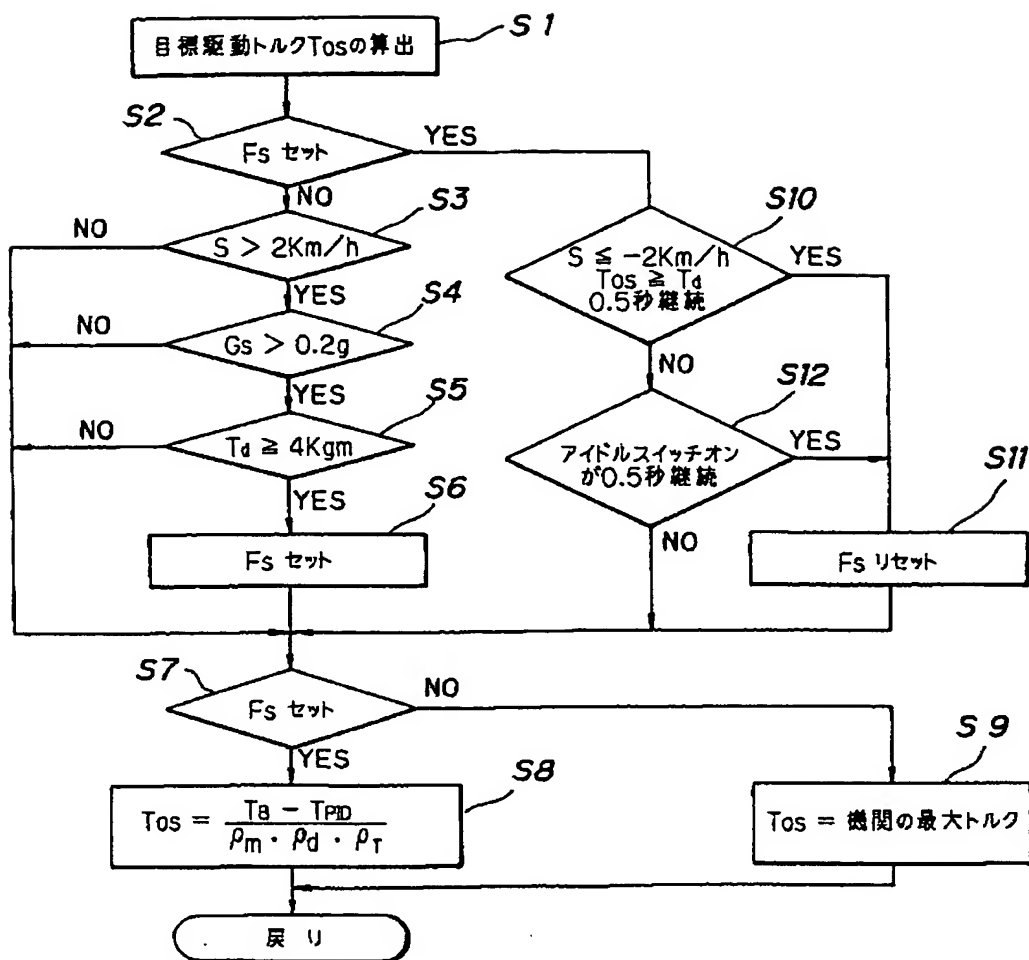 S1
目標駆動トルクTosの算出
S2
Fs セット
YES
NO
S3
NO
S > 2Km/h
YES
S4
NO
Gs > 0.2g
YES
S5
NO
Td ≧ 4Kgm
YES
S6
Fs セット
S10
S ≦ -2Km/h
Tos ≧ Td
0.5秒継続
YES
NO
S12
アイドルスイッチオン
が0.5秒継続
YES
NO
S11
Fs リセット
S7
Fs セット
NO
YES
S8
Tos = (TB - TPID) / (ρm · ρd · ρT)
S9
Tos = 機関の最大トルク
戻り